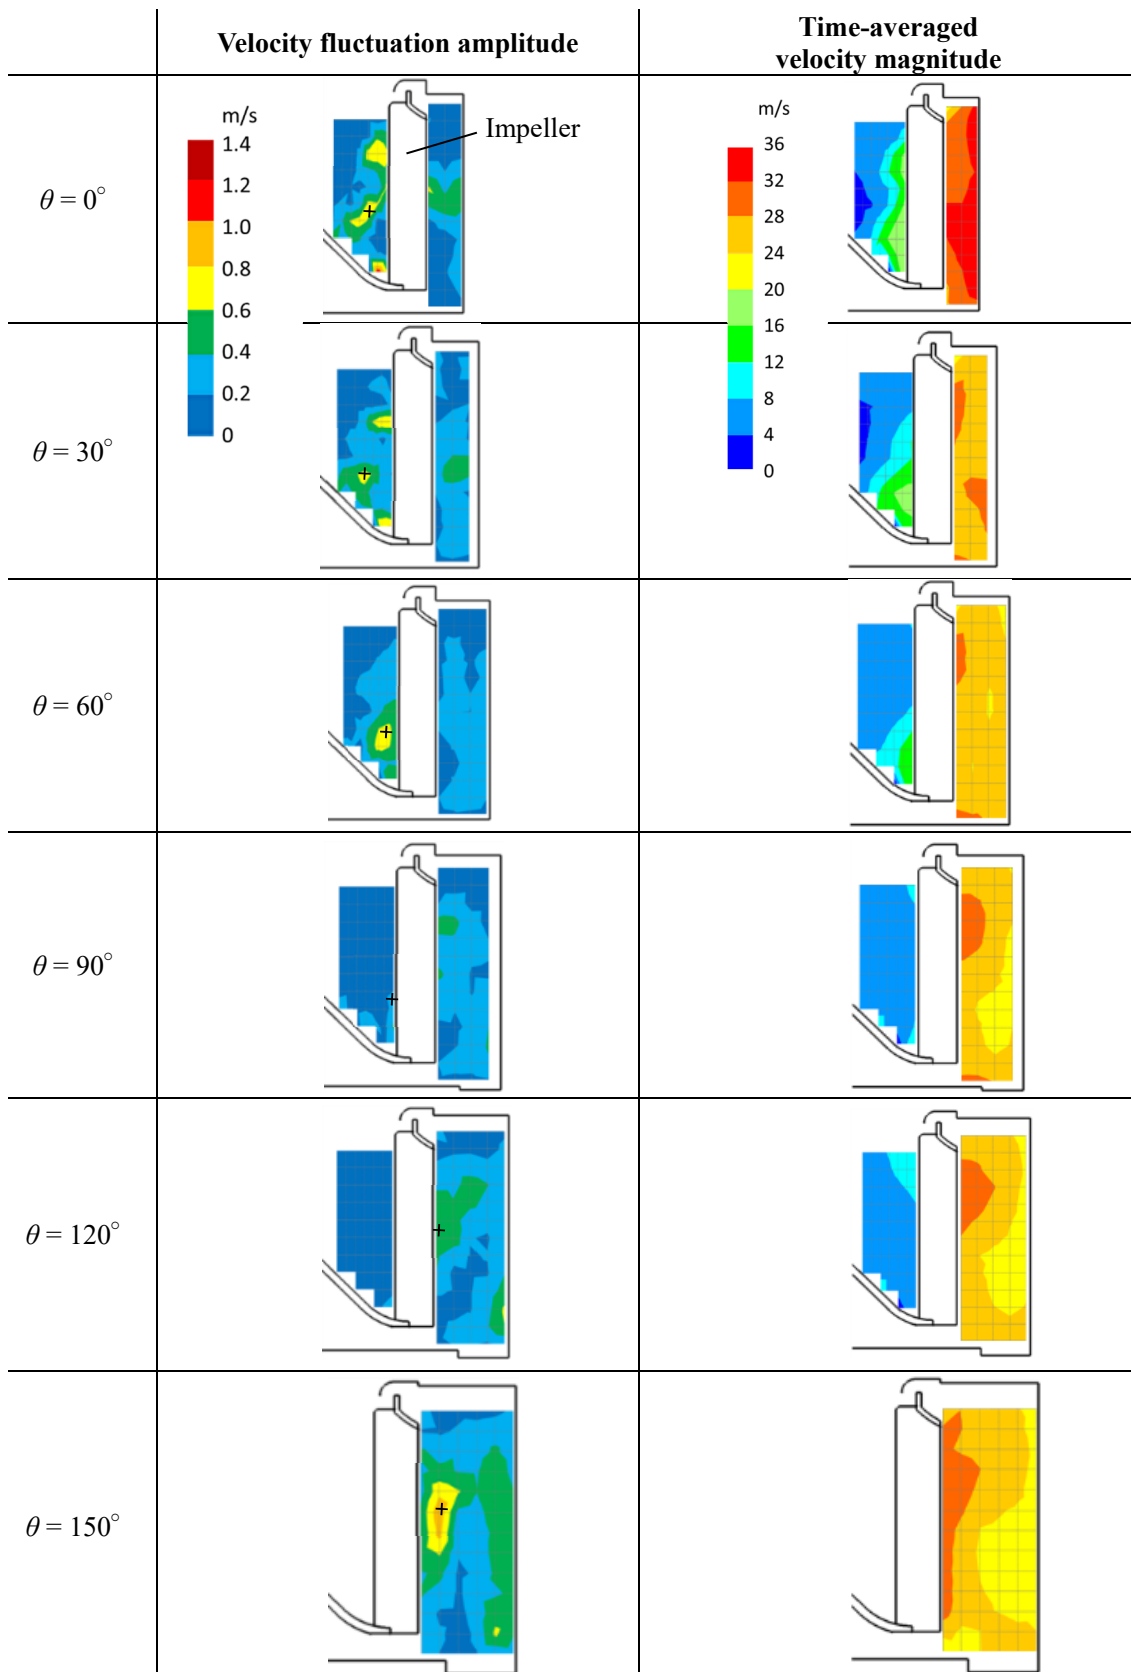 Velocity fluctuation amplitude
Time-averaged
velocity magnitude
θ = 0°
m/s
1.4
1.2
1.0
0.8
0.6
0.4
0.2
0
Impeller
m/s
36
32
28
24
20
16
12
8
4
0
θ = 30°
θ = 60°
θ = 90°
θ = 120°
θ = 150°